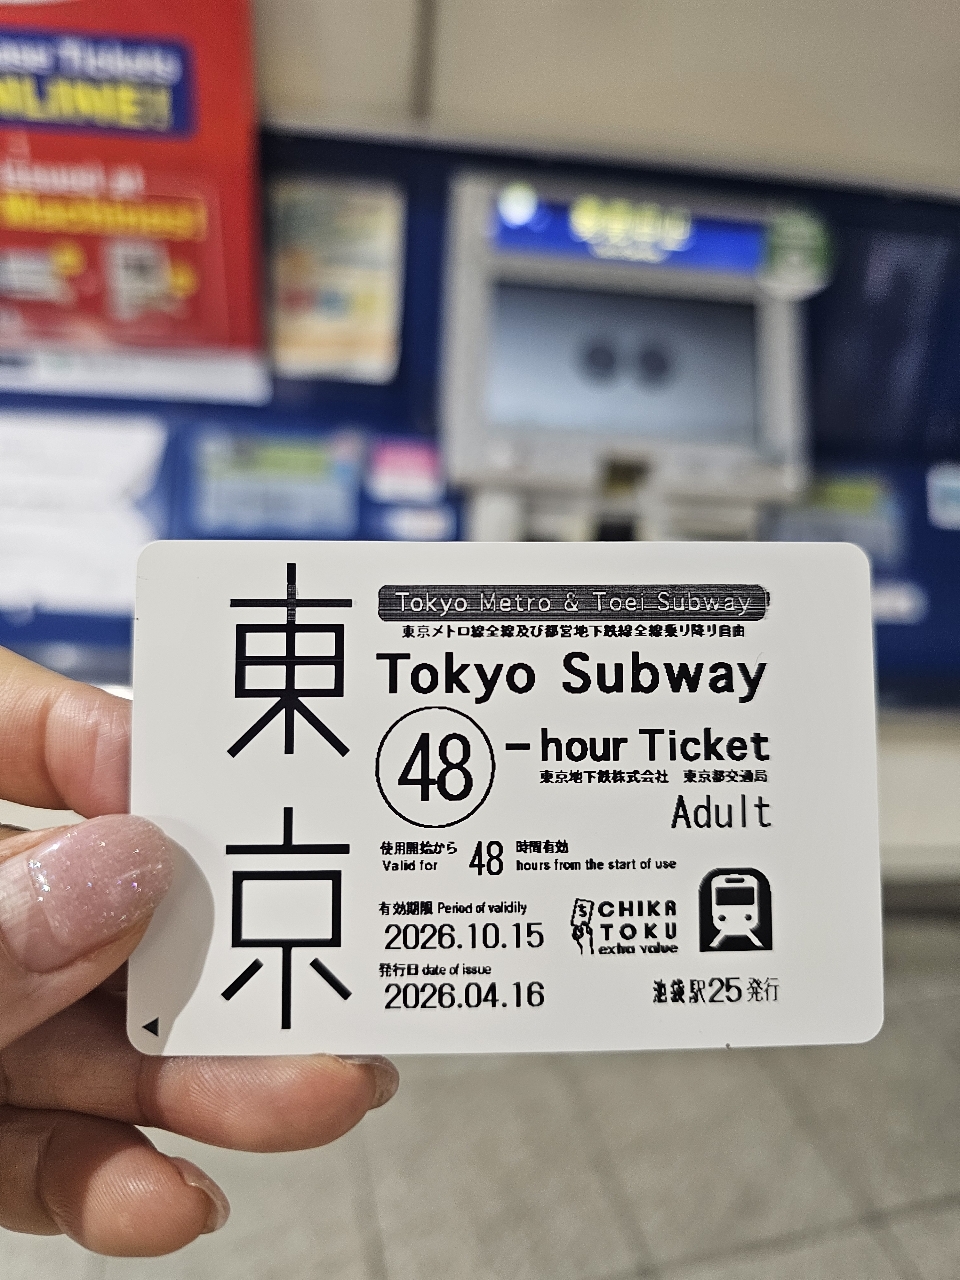 ONLINE!
Machines!
東京
Tokyo Metro & Toei Subway
東京メトロ線全線及び都営地下鉄線全線乗り降り自由
Tokyo Subway
48-hour Ticket
東京地下鉄株式会社 東京都交通局
Adult
使用開始から 48 時間有効
Valid for hours from the start of use
有効期限 Period of validity
2026.10.15
CHIKA
TOKU
extra value
発行日 date of issue
2026.04.16
池袋駅25発行